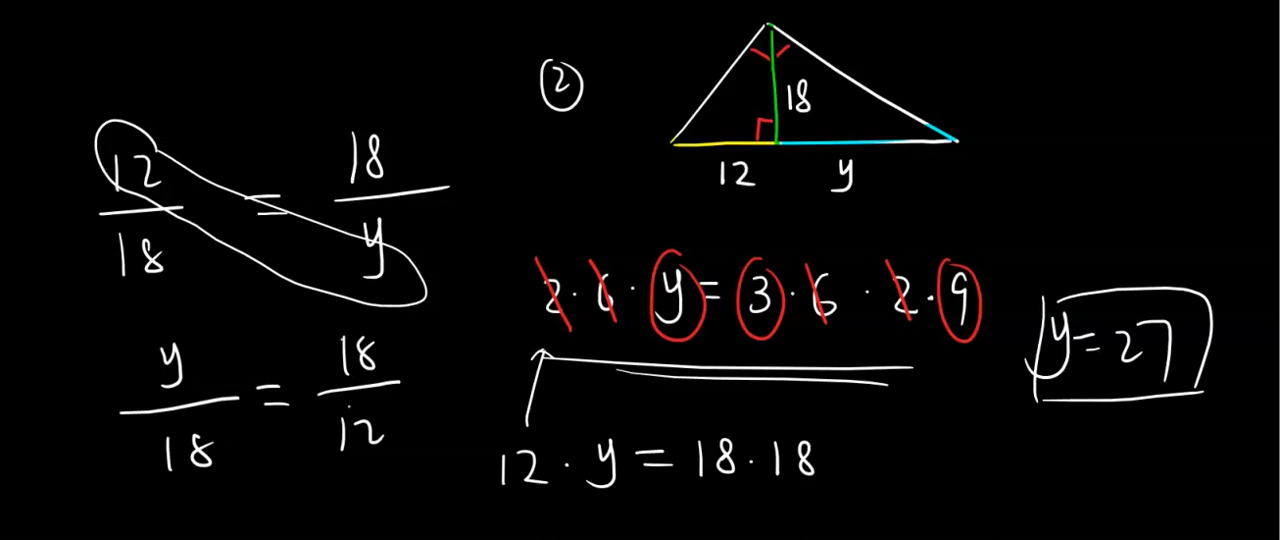 ②
18
12 y
12/18 = 18/y
2 · 6 · y = 3 · 6 · 2 · 9
y = 27
y/18 = 18/12
12 · y = 18 · 18